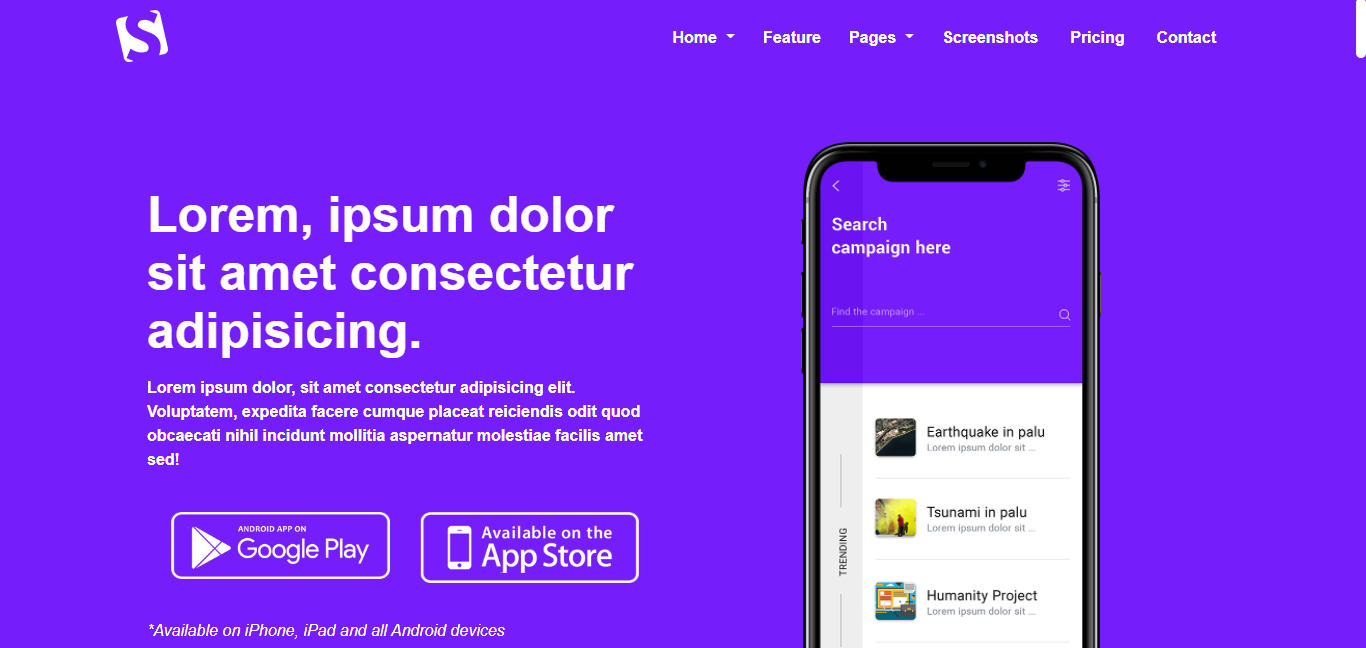 Home
Feature
Pages
Screenshots
Pricing
Contact
Lorem, ipsum dolor
sit amet consectetur
adipisicing.
Lorem ipsum dolor, sit amet consectetur adipisicing elit.
Voluptatem, expedita facere cumque placeat reiciendis odit quod
obcaecati nihil incidunt mollitia aspernatur molestiae facilis amet
sed!
ANDROID APP ON
Google Play
Available on the
App Store
*Available on iPhone, iPad and all Android devices
Search
campaign here
Find the campaign ...
TRENDING
Earthquake in palu
Lorem ipsum dolor sit ...
Tsunami in palu
Lorem ipsum dolor sit ...
Humanity Project
Lorem ipsum dolor sit ...